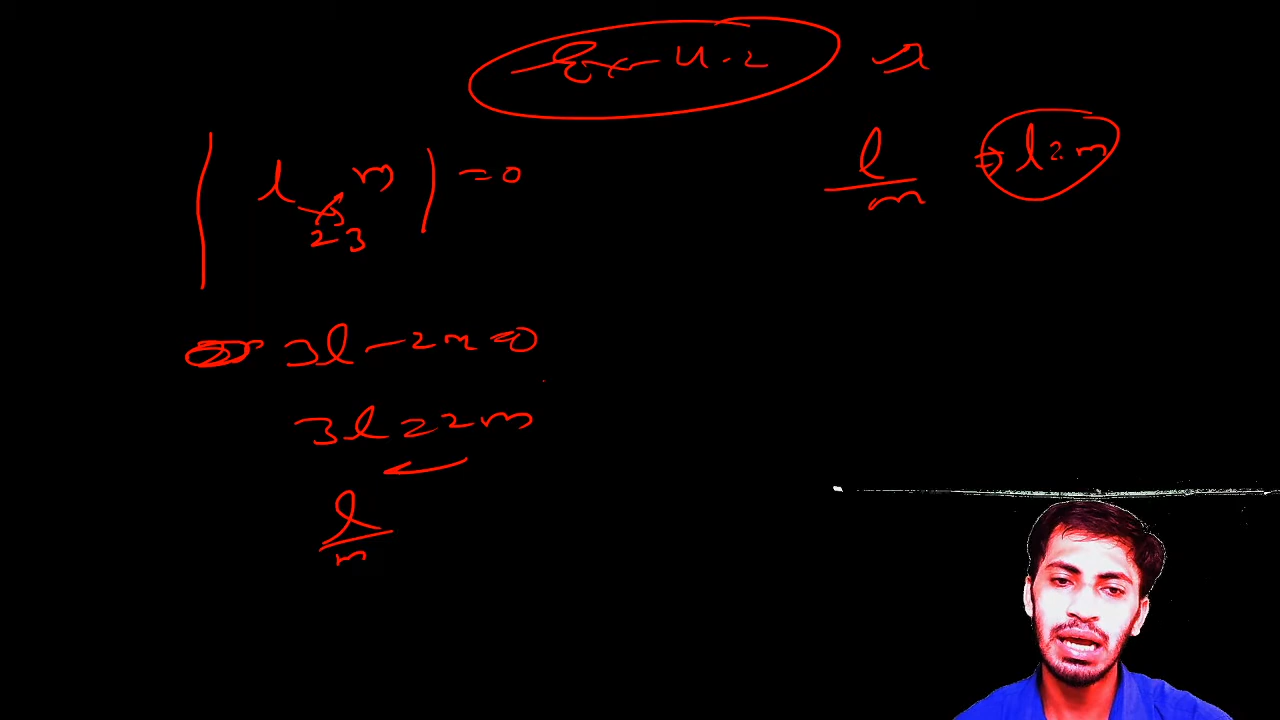 Ex-4.2
| l m | = 0
2 3
l/m ⇒ l = m
3l - 2m = 0
3l = 2m
l/m